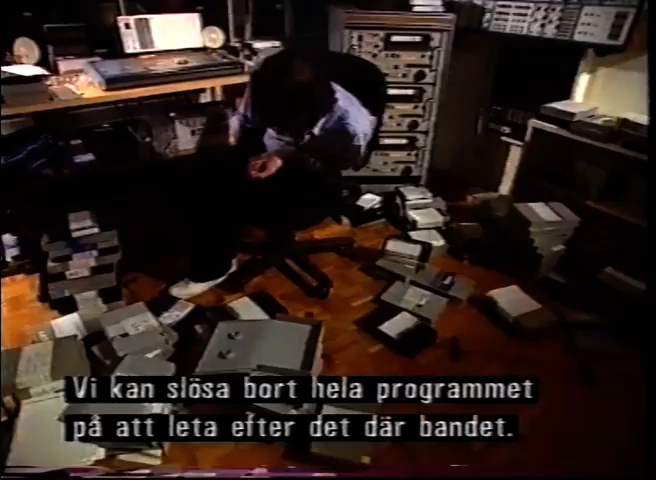 Vi kan slösa bort hela programmet
på att leta efter det där bandet.